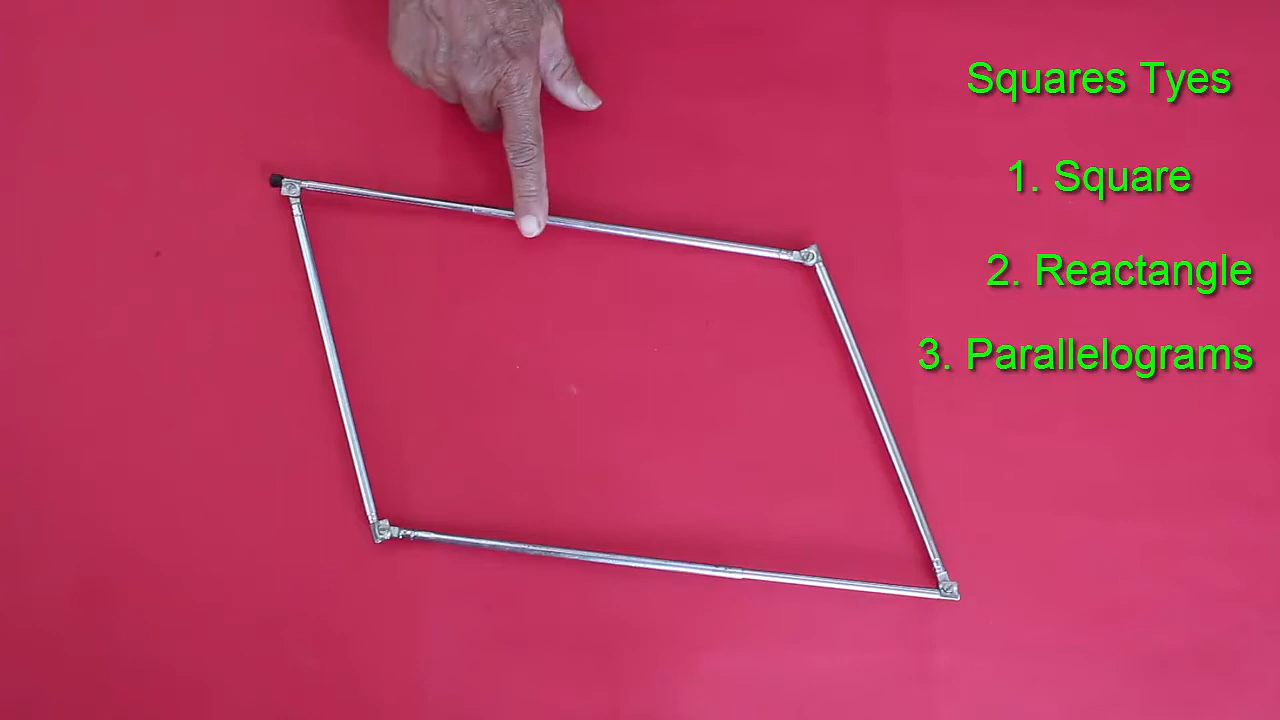 Squares Tyes
1. Square
2. Reactangle
3. Parallelograms